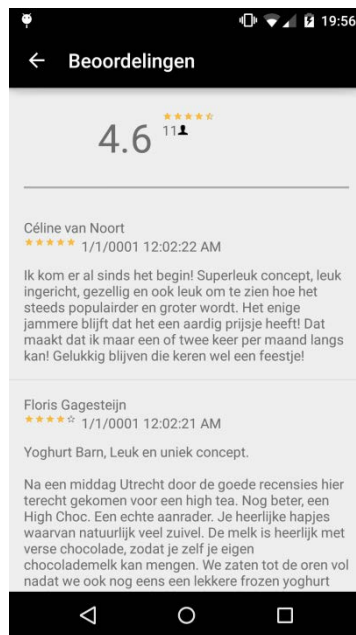 19:56
Beoordelingen
4.6
11
Céline van Noort
1/1/0001 12:02:22 AM
Ik kom er al sinds het begin! Superleuk concept, leuk
ingericht, gezellig en ook leuk om te zien hoe het
steeds populairder en groter wordt. Het enige
jammere blijft dat het een aardig prijsje heeft! Dat
maakt dat ik maar een of twee keer per maand langs
kan! Gelukkig blijven die keren wel een feestje!
Floris Gagesteijn
1/1/0001 12:02:21 AM
Yoghurt Barn, Leuk en uniek concept.
Na een middag Utrecht door de goede recensies hier
terecht gekomen voor een high tea. Nog beter, een
High Choc. Een echte aanrader. Je heerlijke hapjes
waarvan natuurlijk veel zuivel. De melk is heerlijk met
verse chocolade, zodat je zelf je eigen
chocolademelk kan mengen. We zaten tot de oren vol
nadat we ook nog eens een lekkere frozen yoghurt